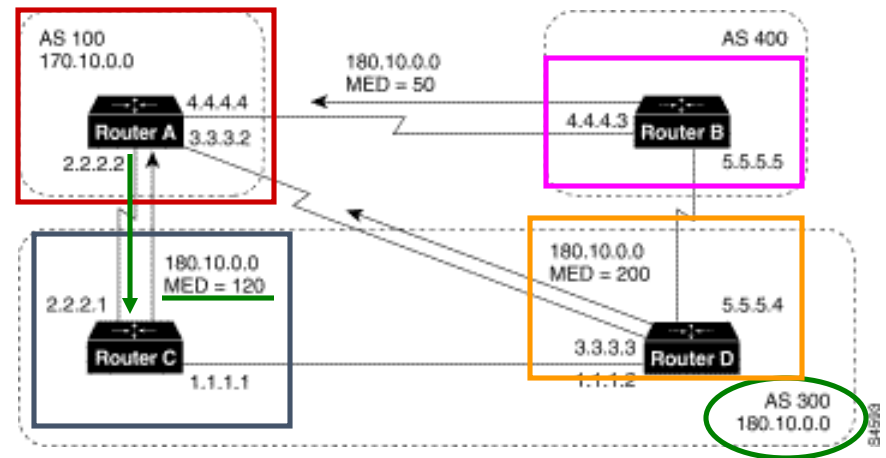 AS 100
170.10.0.0
180.10.0.0
MED = 50
AS 400
4.4.4.4
Router A
3.3.3.2
2.2.2.2
4.4.4.3
Router B
5.5.5.5
180.10.0.0
MED = 120
180.10.0.0
MED = 200
2.2.2.1
5.5.5.4
Router C
1.1.1.1
3.3.3.3
Router D
1.1.1.2
AS 300
180.10.0.0
S4593